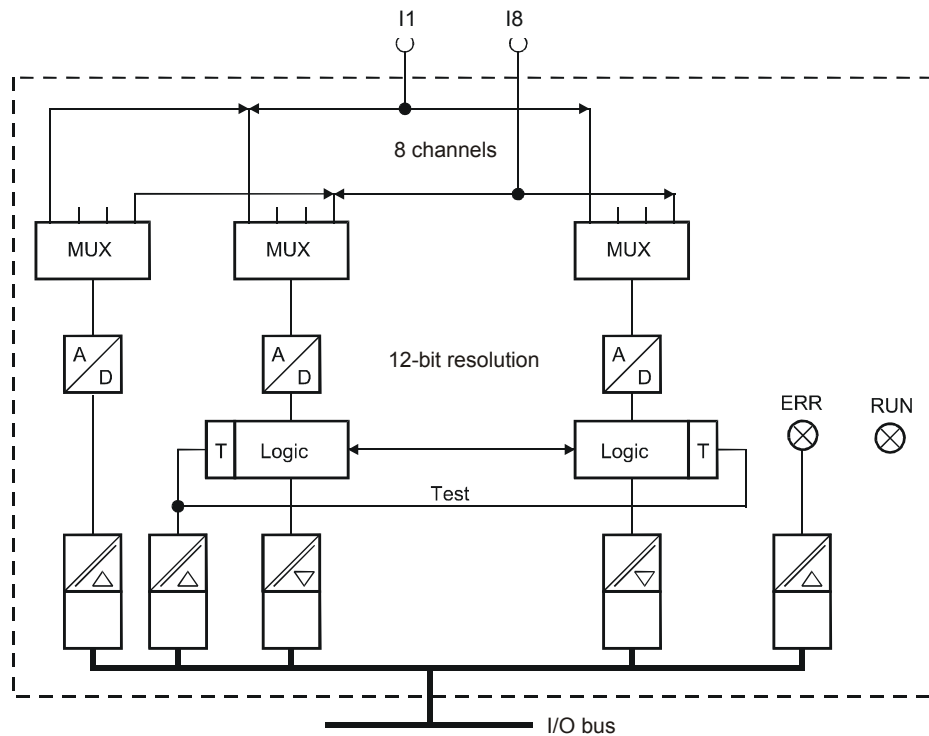 I1 I8
8 channels
MUX MUX MUX
A D A D A D
12-bit resolution
ERR RUN
T Logic Logic T
Test
I/O bus